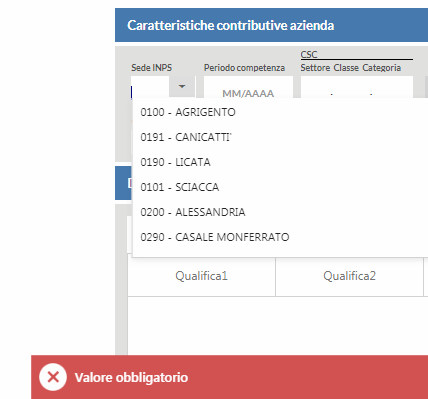 Caratteristiche contributive azienda
CSC
Sede INPS Periodo competenza Settore Classe Categoria
MM/AAAA . .
0100 - AGRIGENTO
0191 - CANICATTI'
0190 - LICATA
0101 - SCIACCA
0200 - ALESSANDRIA
0290 - CASALE MONFERRATO
Qualifica1 Qualifica2
Valore obbligatorio